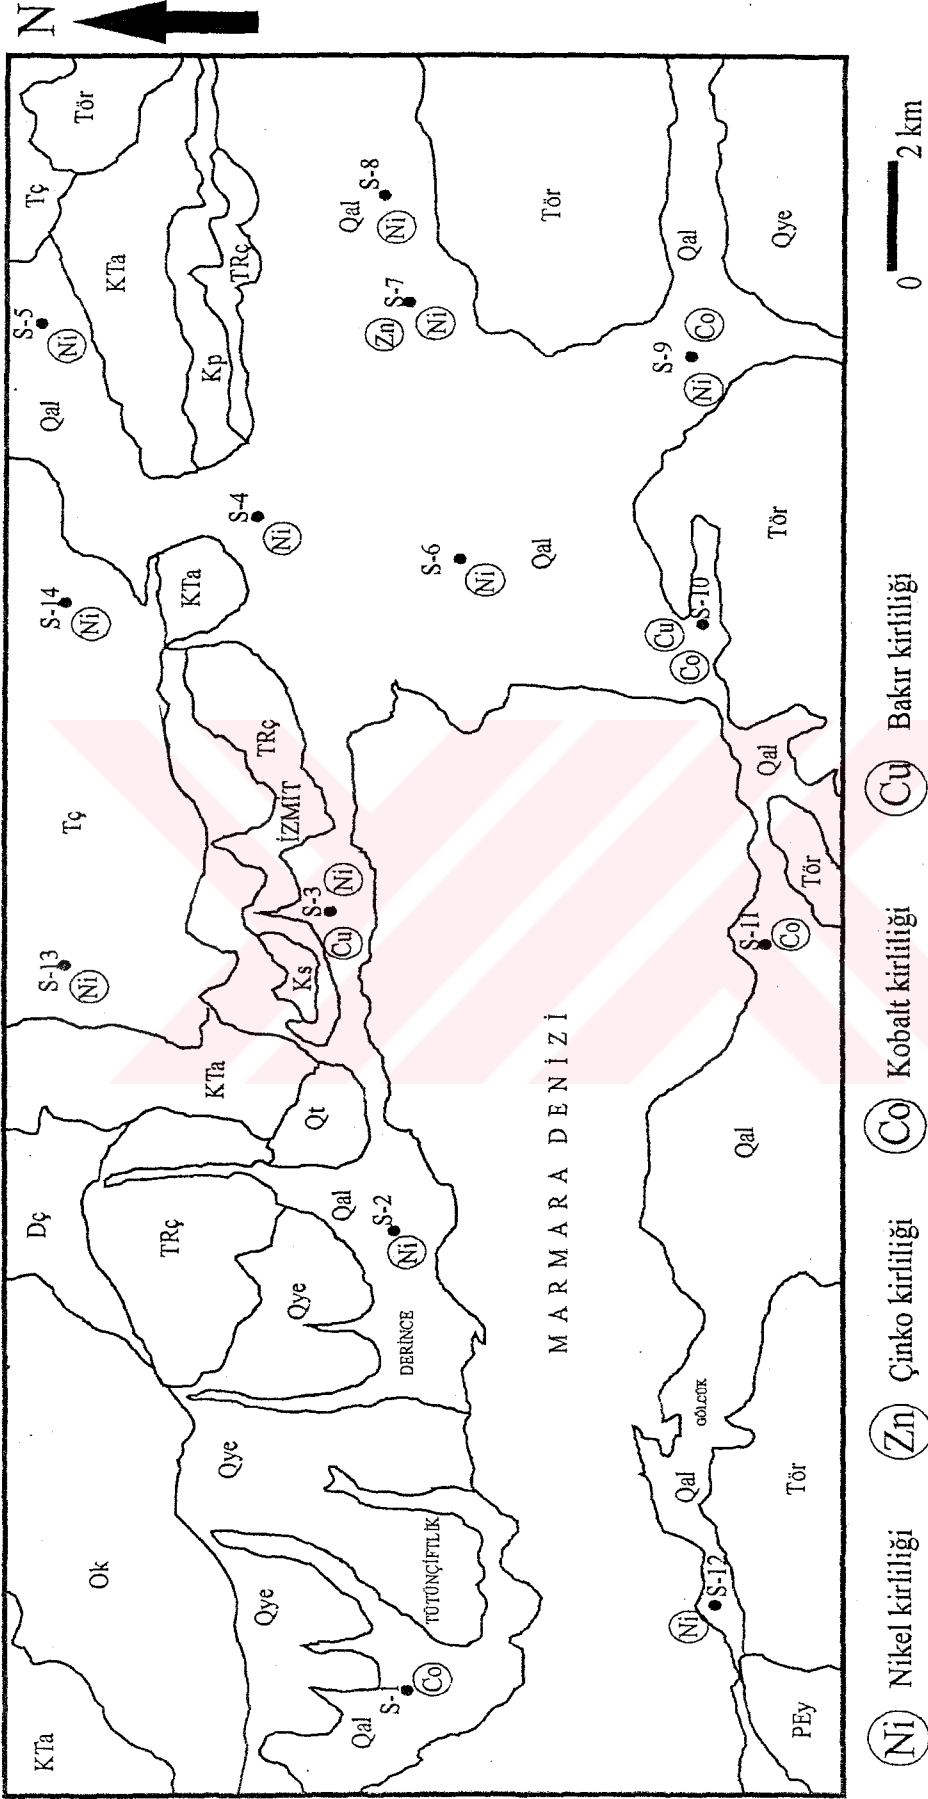 N
KTa
Ok
Dç
Tç
Qal
Tç
Tör
S-13
Ni
S-14
Ni
S-5
Ni
KTa
KTa
KTa
TRç
TRç
Kp
TRç
S-4
Ni
Qye
Qye
Qye
Qt
Ks
İZMİT
S-3
Cu
Ni
Qal
S-
Co
TÜTÜNÇİFTLİK
DERİNCE
Qal
S-2
Ni
Qal
S-8
Ni
Zn
S-7
Ni
S-6
Ni
Qal
Tör
MARMARA DENİZİ
S-12
Ni
Qal
GÖLCÜK
Qal
S-11
Co
Cu
Co
S-10
S-9
Ni
Co
Qal
PEy
Tör
Tör
Qal
Tör
Qye
Ni Nikel kirliliği
Zn Çinko kirliliği
Co Kobalt kirliliği
Cu Bakır kirliliği
0 2 km